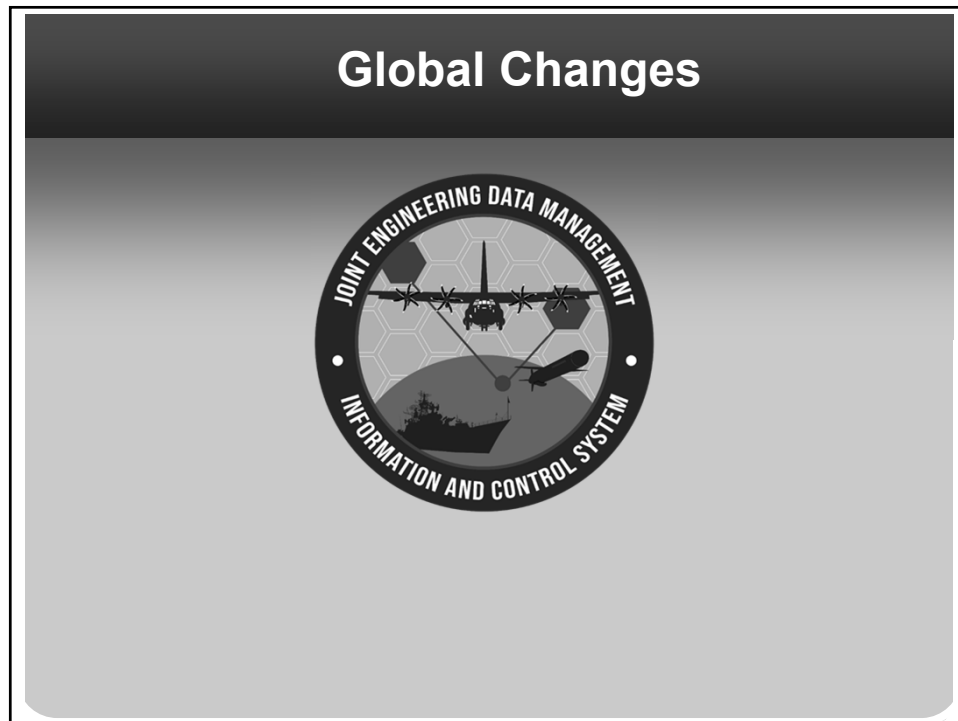 Global Changes
JOINT ENGINEERING DATA MANAGEMENT
INFORMATION AND CONTROL SYSTEM